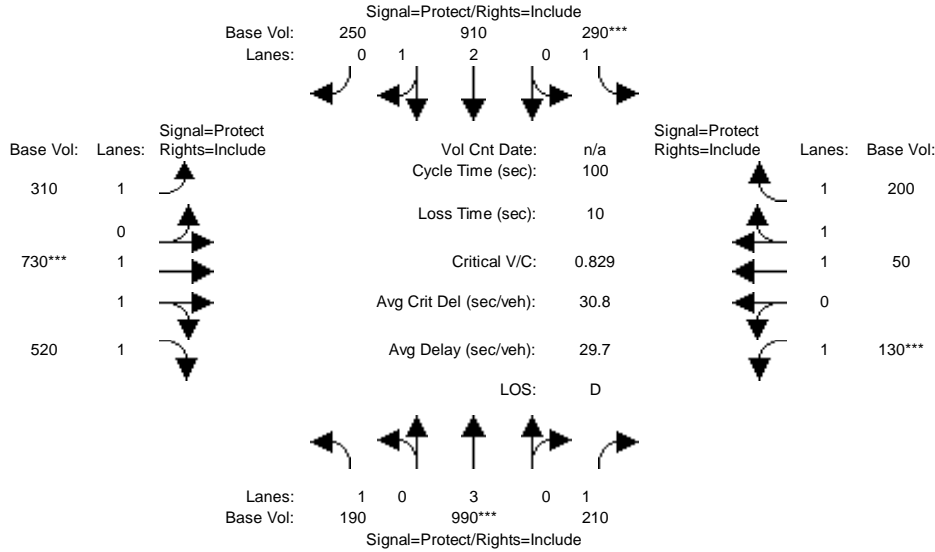 Signal=Protect/Rights=Include
Base Vol: 250 910 290***
Lanes: 0 1 2 0 1
Signal=Protect
Base Vol: Lanes: Rights=Include
Vol Cnt Date: n/a
Signal=Protect
Rights=Include Lanes: Base Vol:
Cycle Time (sec): 100
310 1
1 200
Loss Time (sec): 10
0
1
730*** 1
Critical V/C: 0.829
1 50
1
Avg Crit Del (sec/veh): 30.8
0
520 1
Avg Delay (sec/veh): 29.7
1 130***
LOS: D
Lanes: 1 0 3 0 1
Base Vol: 190 990*** 210
Signal=Protect/Rights=Include